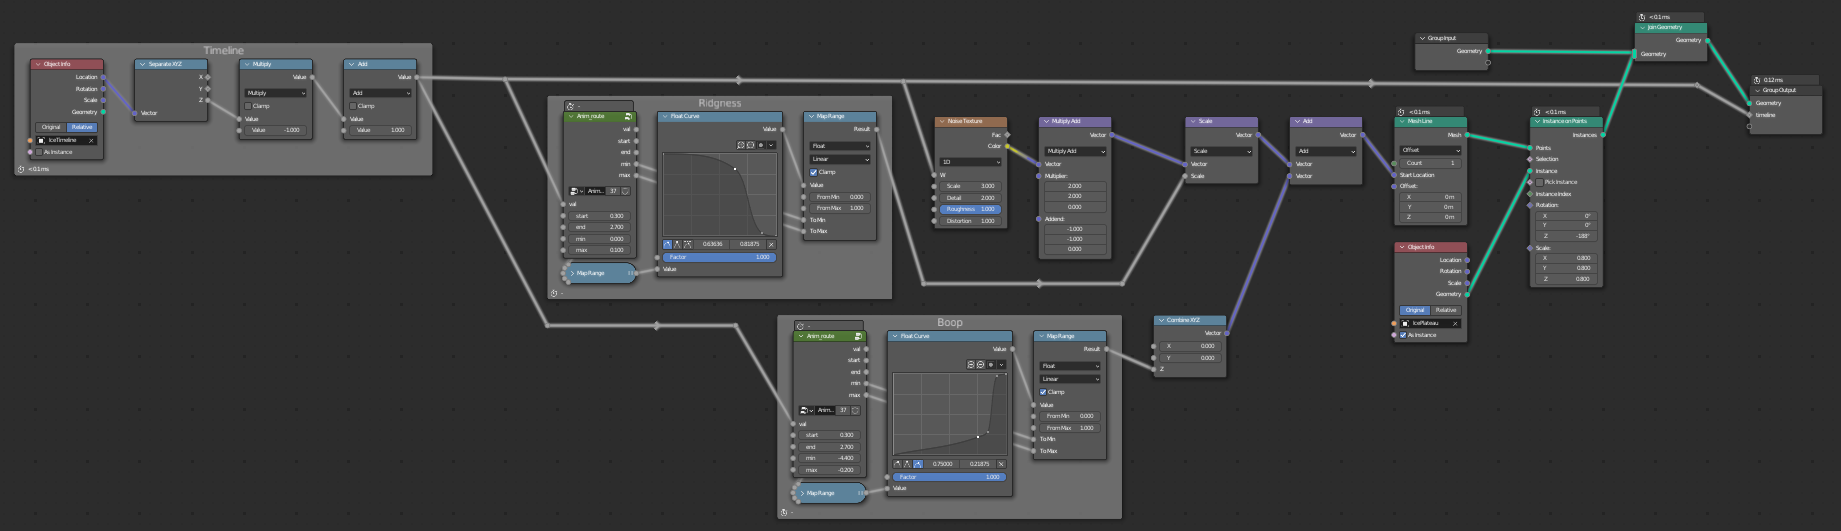 Timeline
Object Info
Location
Rotation
Scale
Geometry
Original Relative
IceTimeline
As Instance
<0.1ms
Separate XYZ
X
Y
Z
Vector
Multiply
Value
Multiply
Clamp
Value
Value -1.000
Add
Value
Add
Clamp
Value
Value 1.000
Ridgness
-
Anim_route
val
start
end
min
max
Anim... 37
val
start 0.300
end 2.700
min 0.000
max 0.100
Map Range
-
Float Curve
Value
0.63636 0.81875
Factor 1.000
Value
Map Range
Result
Float
Linear
Clamp
Value
From Min 0.000
From Max 1.000
To Min
To Max
Boop
-
Anim_route
val
start
end
min
max
Anim... 37
val
start 0.300
end 2.700
min -4.400
max -0.200
Map Range
-
Float Curve
Value
0.75000 0.21875
Factor 1.000
Value
Map Range
Result
Float
Linear
Clamp
Value
From Min 0.000
From Max 1.000
To Min
To Max
Noise Texture
Fac
Color
1D
W
Scale 3.000
Detail 2.000
Roughness 1.000
Distortion 1.000
Multiply Add
Vector
Multiply Add
Vector
Multiplier:
2.000
2.000
0.000
Addend:
-1.000
-1.000
0.000
Scale
Vector
Scale
Vector
Scale
Combine XYZ
Vector
X 0.000
Y 0.000
Z
Add
Vector
Add
Vector
Vector
<0.1ms
Mesh Line
Mesh
Offset
Count 1
Start Location
Offset:
X 0 m
Y 0 m
Z 0 m
Object Info
Location
Rotation
Scale
Geometry
Original Relative
IcePlateau
As Instance
Group Input
Geometry
<0.1ms
Instance on Points
Instances
Points
Selection
Instance
Pick Instance
Instance Index
Rotation:
X 0°
Y 0°
Z -188°
Scale:
X 0.800
Y 0.800
Z 0.800
<0.1ms
Join Geometry
Geometry
Geometry
0.12 ms
Group Output
Geometry
timeline